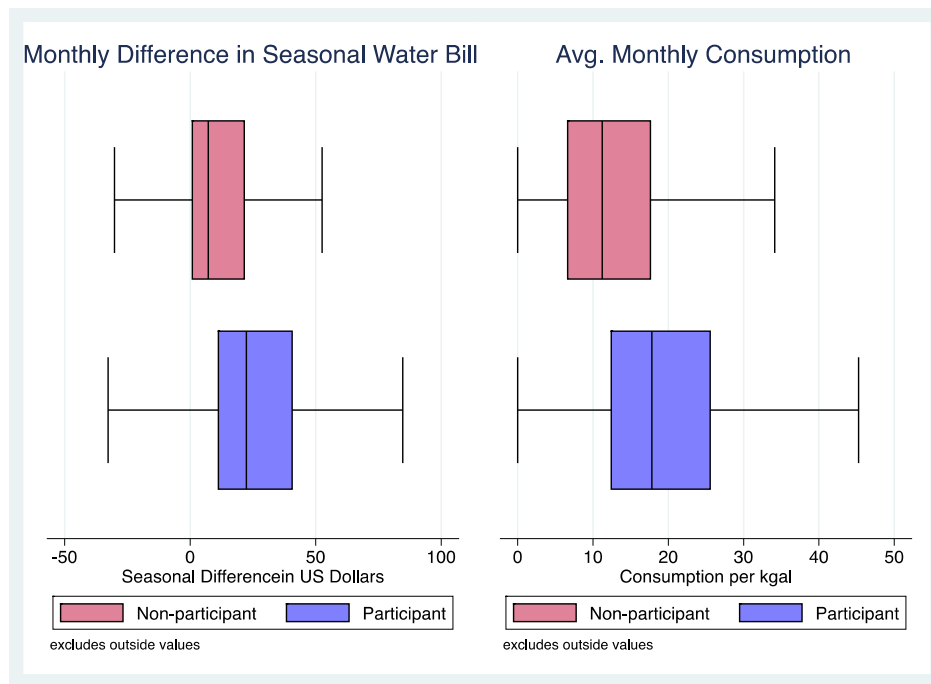 Monthly Difference in Seasonal Water Bill
-50 0 50 100
Seasonal Differencein US Dollars
Non-participant Participant
excludes outside values
Avg. Monthly Consumption
0 10 20 30 40 50
Consumption per kgal
Non-participant Participant
excludes outside values